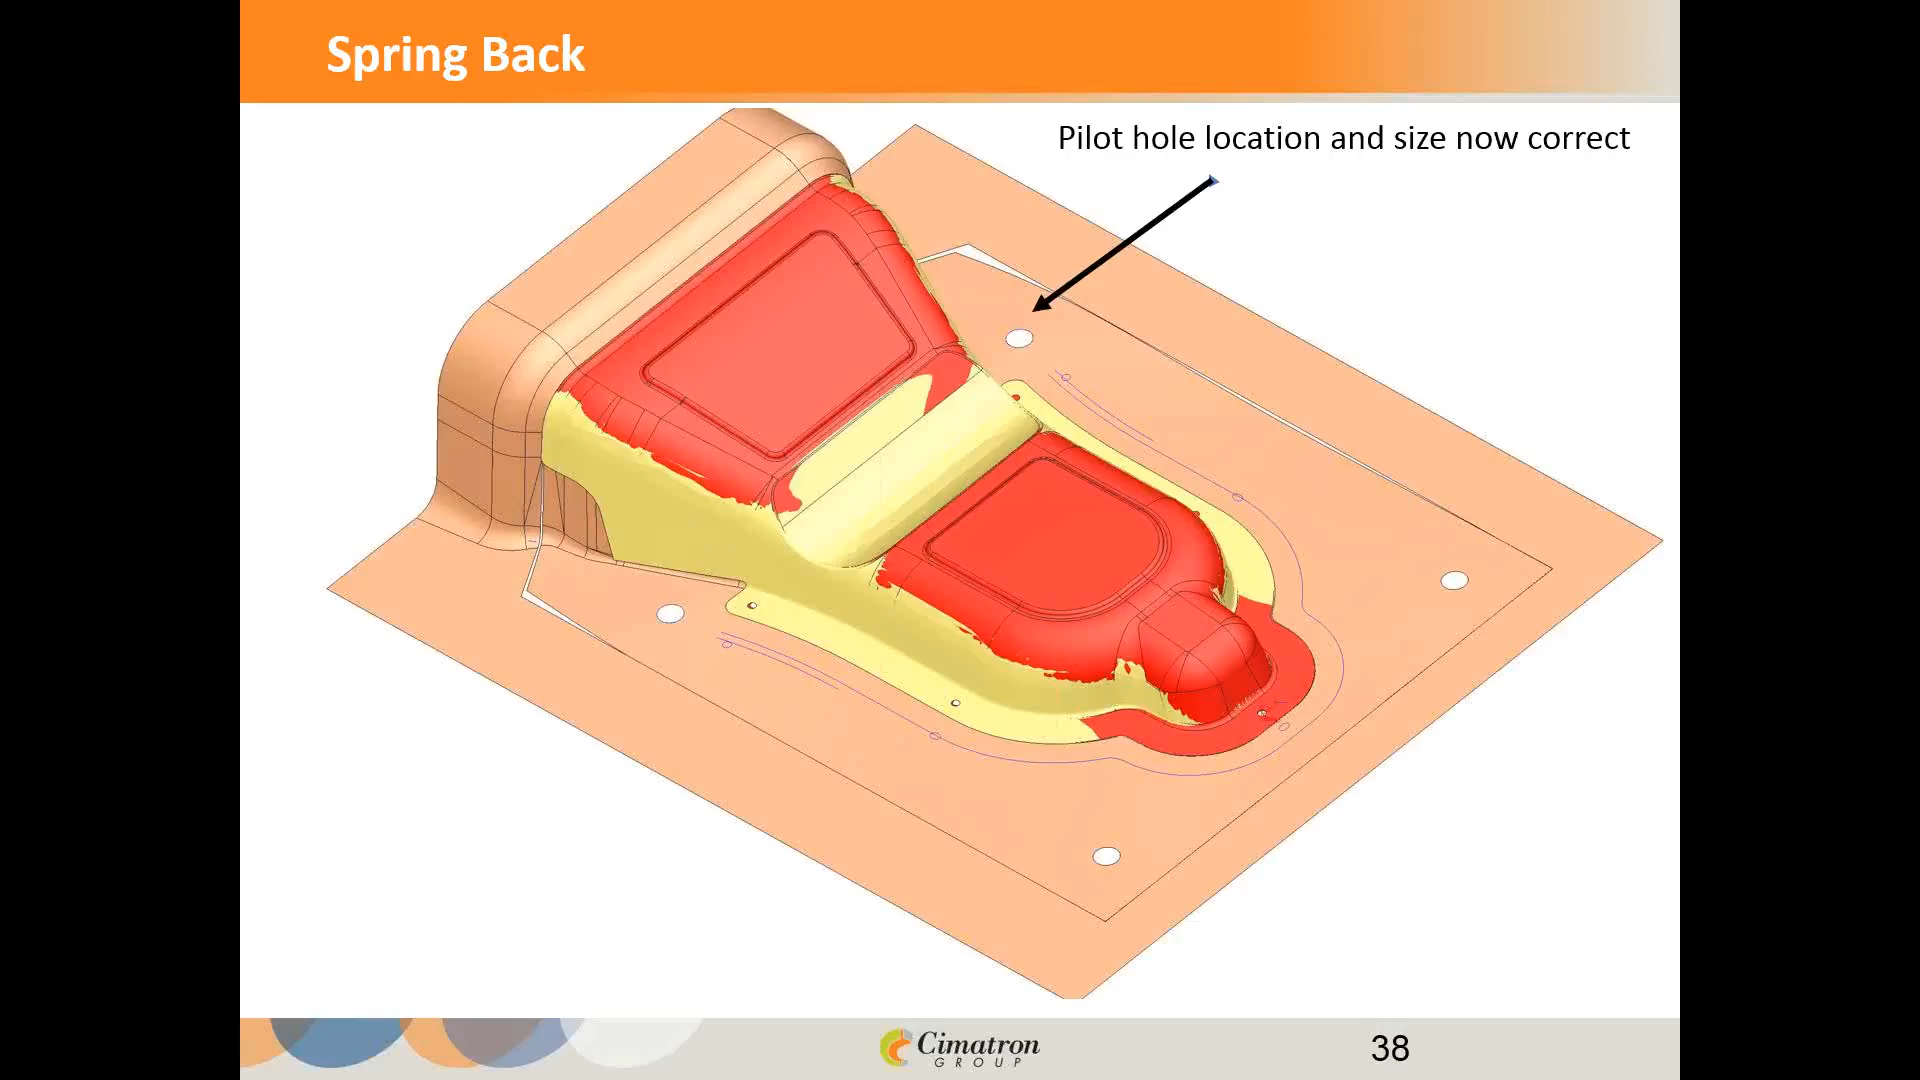 Spring Back
Pilot hole location and size now correct
Cimatron
GROUP
38